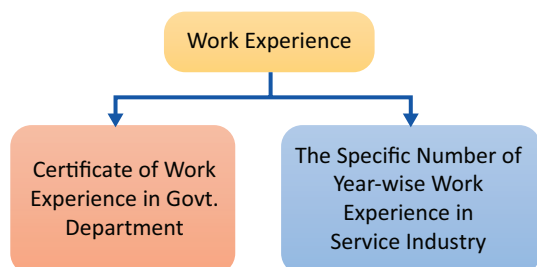 Work Experience
Certificate of Work
Experience in Govt.
Department
The Specific Number of
Year-wise Work
Experience in
Service Industry